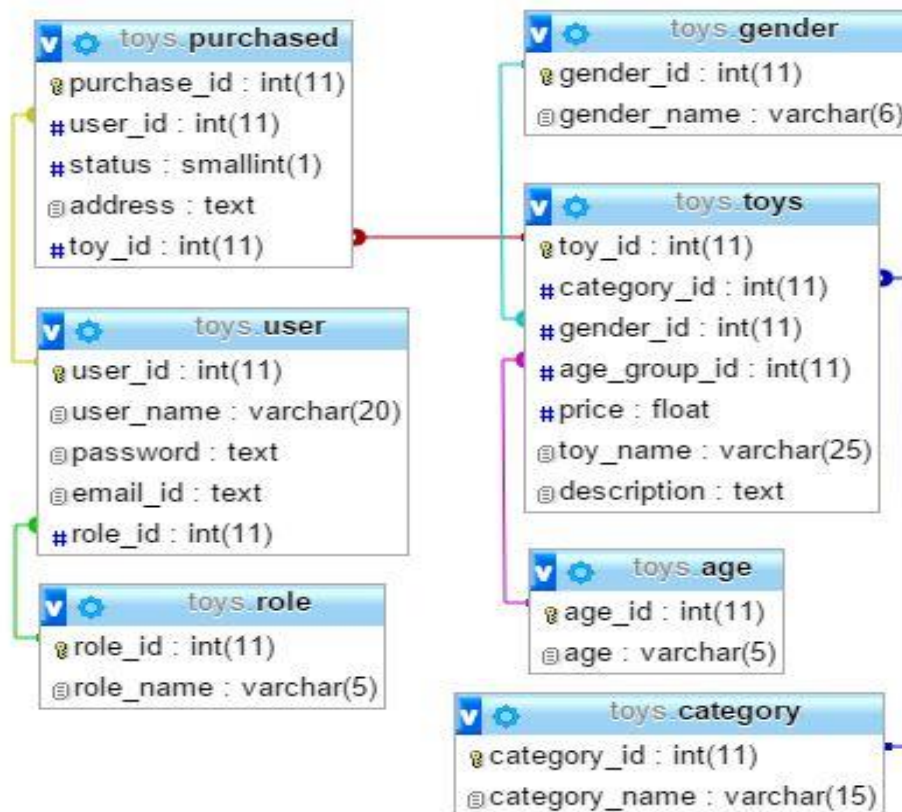 toys.purchased
purchase_id : int(11)
user_id : int(11)
status : smallint(1)
address : text
toy_id : int(11)
toys.user
user_id : int(11)
user_name : varchar(20)
password : text
email_id : text
role_id : int(11)
toys.role
role_id : int(11)
role_name : varchar(5)
toys.gender
gender_id : int(11)
gender_name : varchar(6)
toys.toys
toy_id : int(11)
category_id : int(11)
gender_id : int(11)
age_group_id : int(11)
price : float
toy_name : varchar(25)
description : text
toys.age
age_id : int(11)
age : varchar(5)
toys.category
category_id : int(11)
category_name : varchar(15)